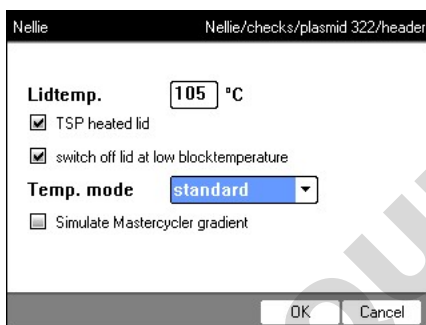 Nellie Nellie/checks/plasmid 322/header
Lidtemp. 105 °C
TSP heated lid
switch off lid at low blocktemperature
Temp. mode standard
Simulate Mastercycler gradient
OK Cancel